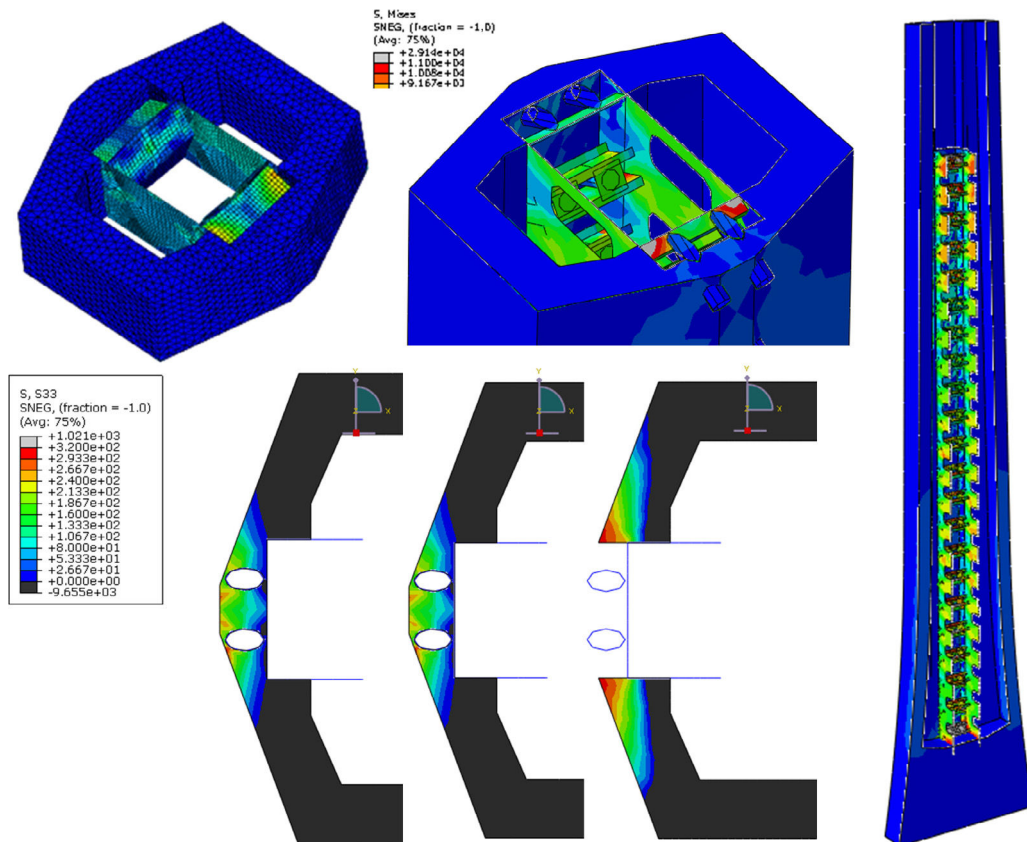 S, Mises
SNEG, (fraction = -1.0)
(Avg: 75%)
+2.914e+04
+1.100e+04
+1.008e+04
+9.167e+03
S, S33
SNEG, (fraction = -1.0)
(Avg: 75%)
+1.021e+03
+3.200e+02
+2.933e+02
+2.667e+02
+2.400e+02
+2.133e+02
+1.867e+02
+1.600e+02
+1.333e+02
+1.067e+02
+8.000e+01
+5.333e+01
+2.667e+01
+0.000e+00
-9.655e+03
Y
Z
X
Y
Z
X
Y
Z
X